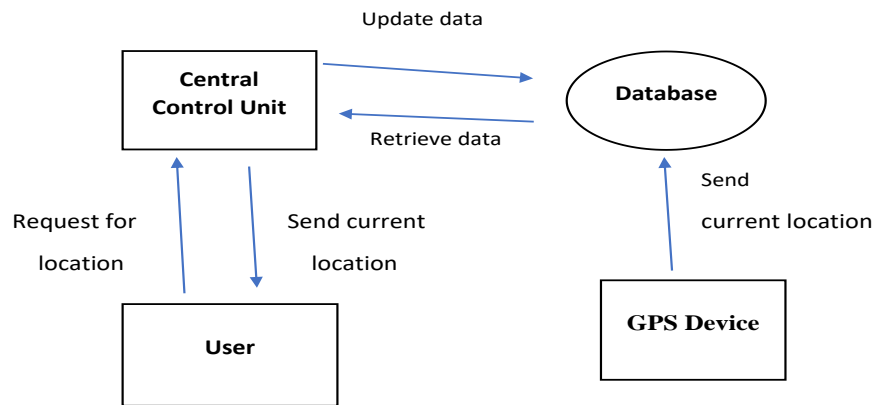 Update data
Central
Control Unit
Database
Retrieve data
Send
current location
Request for
location
Send current
location
GPS Device
User